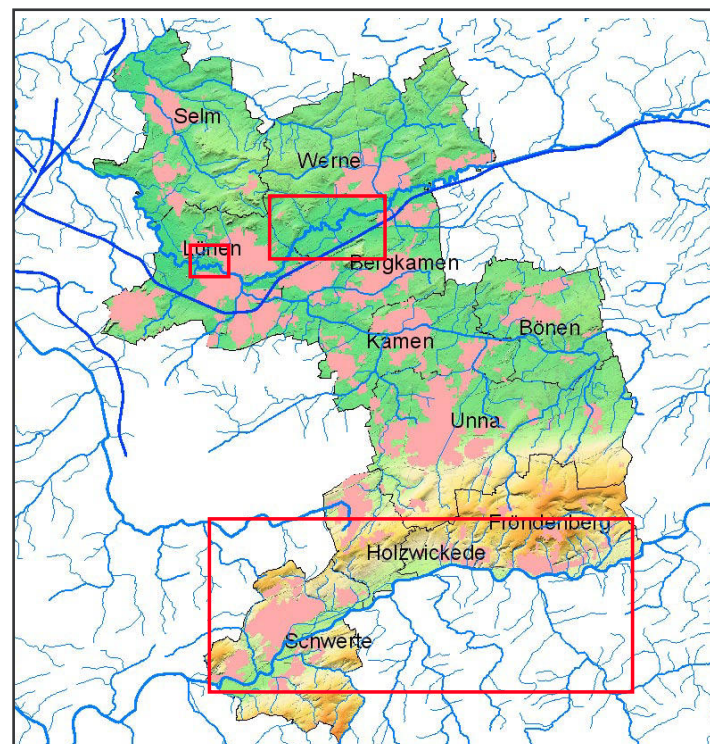 Selm
Werne
Lünen
Bergkamen
Kamen
Bönen
Unna
Fröndenberg
Holzwickede
Schwerte